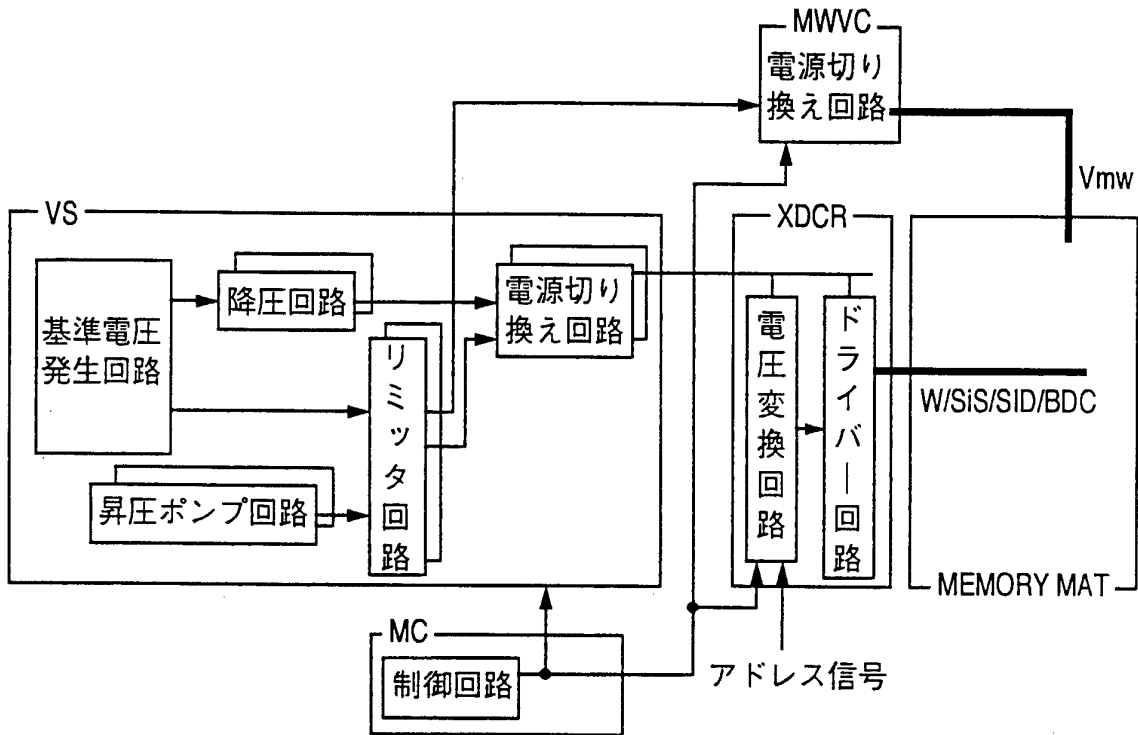 MWVC
電源切り
換え回路
Vmw
VS
基準電圧
発生回路
降圧回路
昇圧ポンプ回路
リミッタ回路
電源切り
換え回路
XDCR
電圧変換回路
ドライバー回路
W/SiS/SID/BDC
MEMORY MAT
MC
制御回路
アドレス信号